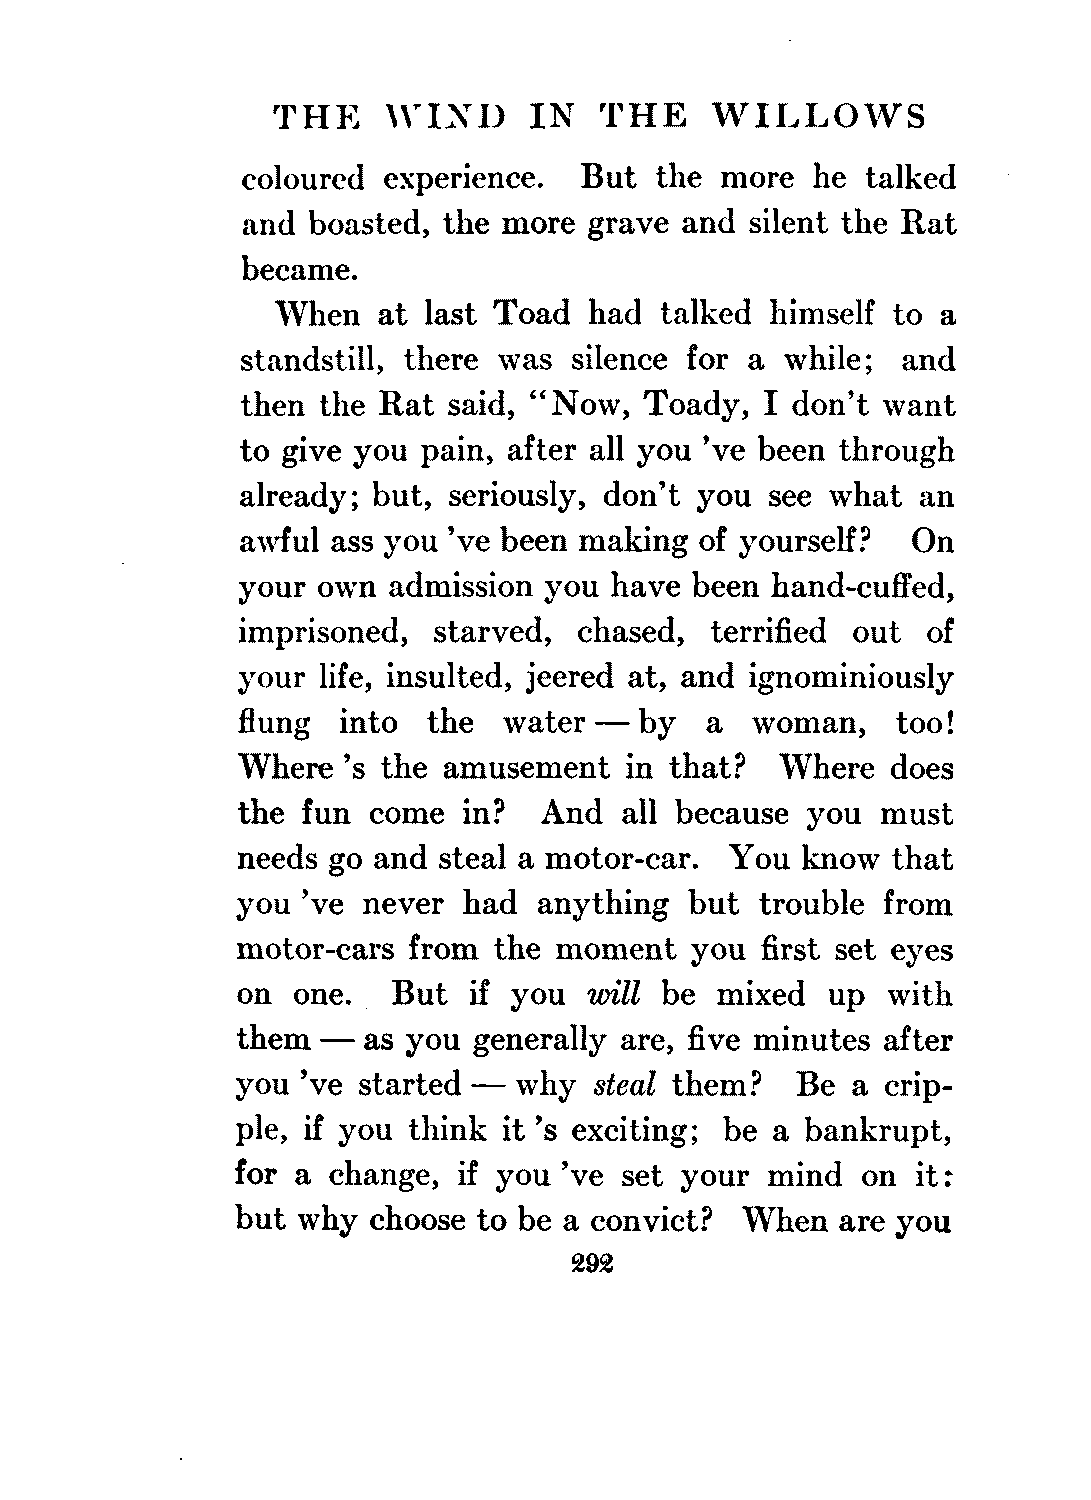 THE WIND IN THE WILLOWS
coloured experience. But the more he talked
and boasted, the more grave and silent the Rat
became.
When at last Toad had talked himself to a
standstill, there was silence for a while; and
then the Rat said, "Now, Toady, I don't want
to give you pain, after all you 've been through
already; but, seriously, don't you see what an
awful ass you 've been making of yourself? On
your own admission you have been hand-cuffed,
imprisoned, starved, chased, terrified out of
your life, insulted, jeered at, and ignominiously
flung into the water — by a woman, too!
Where 's the amusement in that? Where does
the fun come in? And all because you must
needs go and steal a motor-car. You know that
you 've never had anything but trouble from
motor-cars from the moment you first set eyes
on one. But if you will be mixed up with
them — as you generally are, five minutes after
you 've started — why steal them? Be a crip-
ple, if you think it 's exciting; be a bankrupt,
for a change, if you 've set your mind on it:
but why choose to be a convict? When are you
292